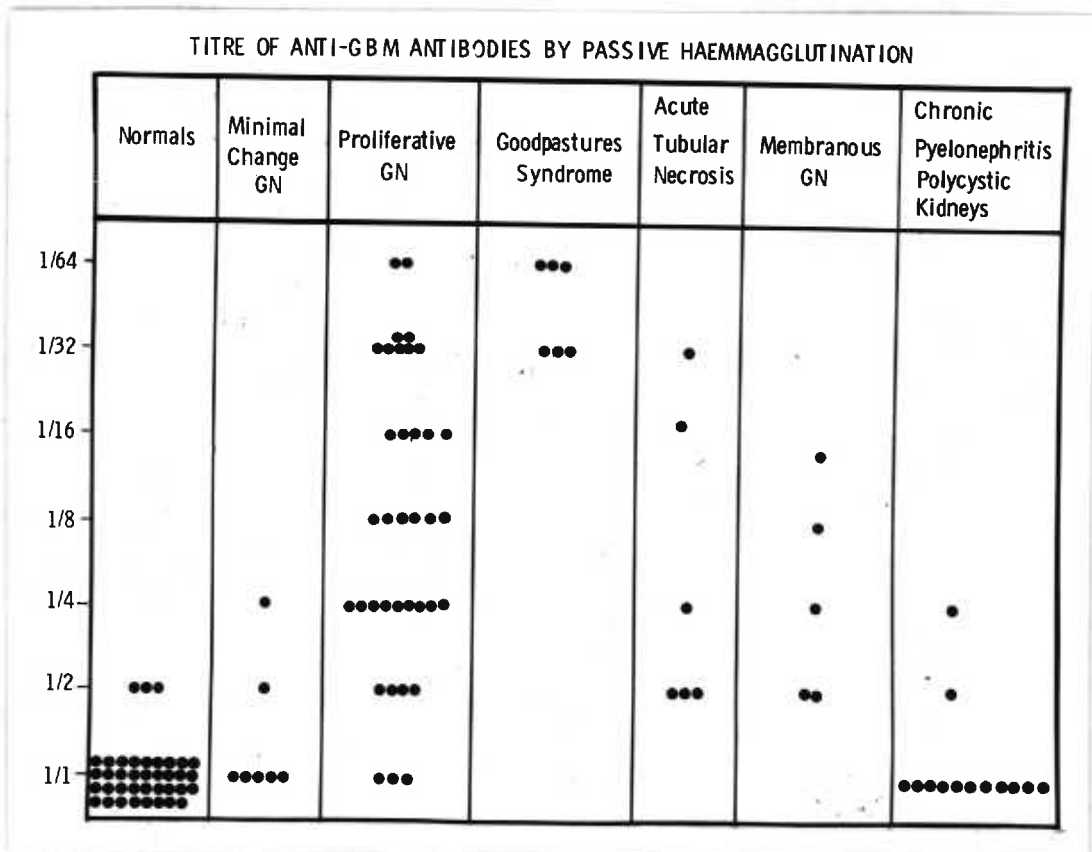 TITRE OF ANTI-GBM ANTIBODIES BY PASSIVE HAEMMAGGLUTINATION
Normals
Minimal
Change
GN
Proliferative
GN
Goodpastures
Syndrome
Acute
Tubular
Necrosis
Membranous
GN
Chronic
Pyelonephritis
Polycystic
Kidneys
1/64
1/32
1/16
1/8
1/4
1/2
1/1